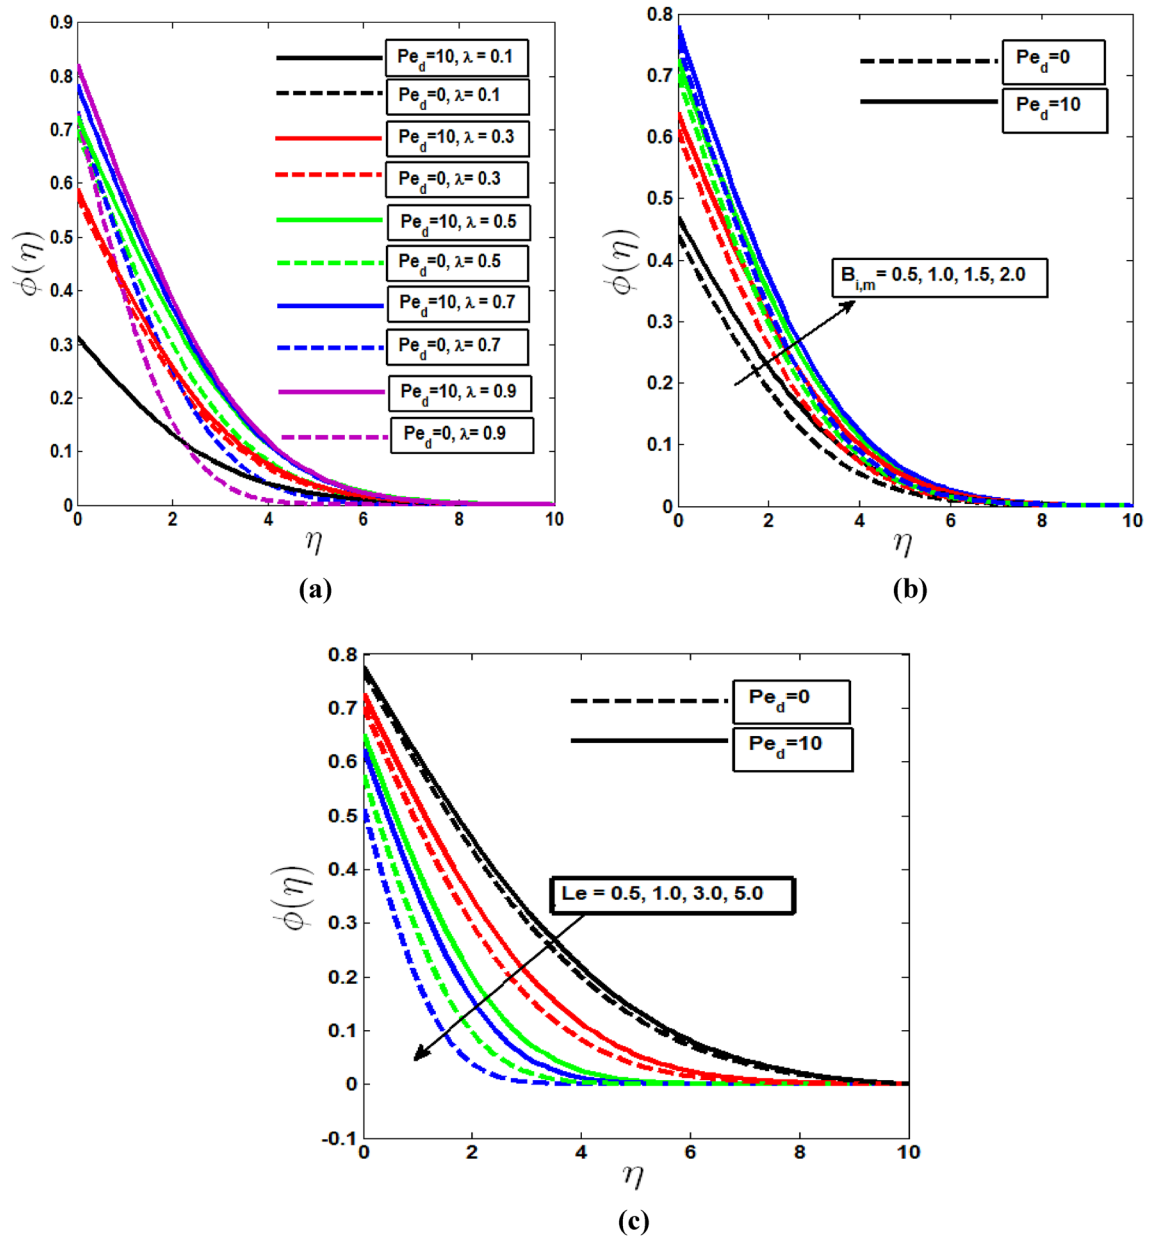 0.9
0.8
0.7
0.6
0.5
0.4
0.3
0.2
0.1
0
0 2 4 6 8 10
ϕ(η)
η
Pe_d=10, λ = 0.1
Pe_d=0, λ= 0.1
Pe_d=10, λ = 0.3
Pe_d=0, λ = 0.3
Pe_d=10, λ = 0.5
Pe_d=0, λ= 0.5
Pe_d=10, λ = 0.7
Pe_d=0, λ= 0.7
Pe_d=10, λ = 0.9
Pe_d=0, λ= 0.9
(a)
0.8
0.7
0.6
0.5
0.4
0.3
0.2
0.1
0
0 2 4 6 8 10
ϕ(η)
η
Pe_d=0
Pe_d=10
B_i,m= 0.5, 1.0, 1.5, 2.0
(b)
0.8
0.7
0.6
0.5
0.4
0.3
0.2
0.1
0
-0.1
0 2 4 6 8 10
ϕ(η)
η
Pe_d=0
Pe_d=10
Le = 0.5, 1.0, 3.0, 5.0
(c)